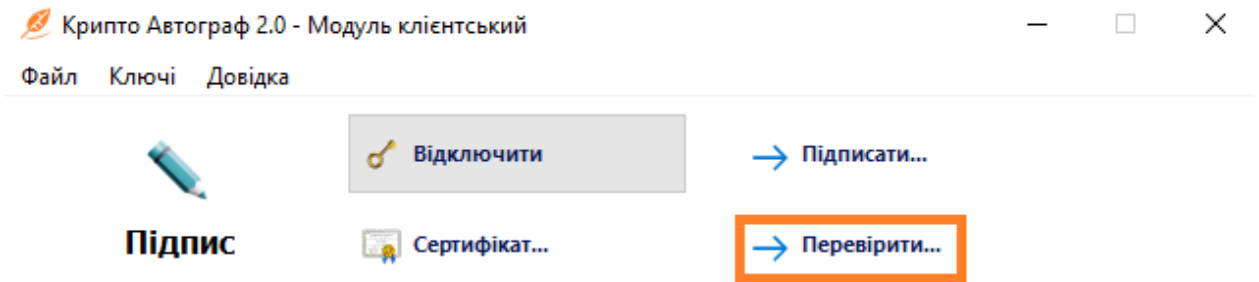 Крипто Автограф 2.0 - Модуль клієнтський
Файл Ключі Довідка
Відключити Підписати...
Підпис Сертифікат... Перевірити...